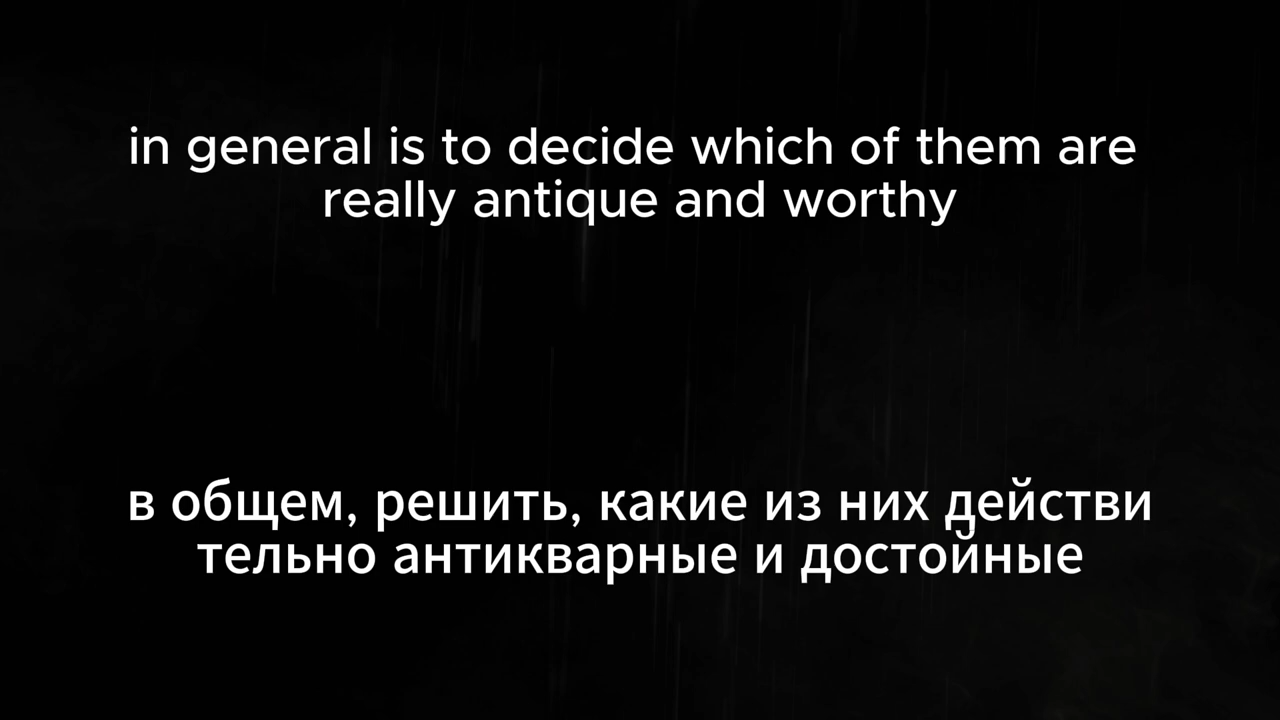 in general is to decide which of them are
really antique and worthy
в общем, решить, какие из них действи
тельно антикварные и достойные